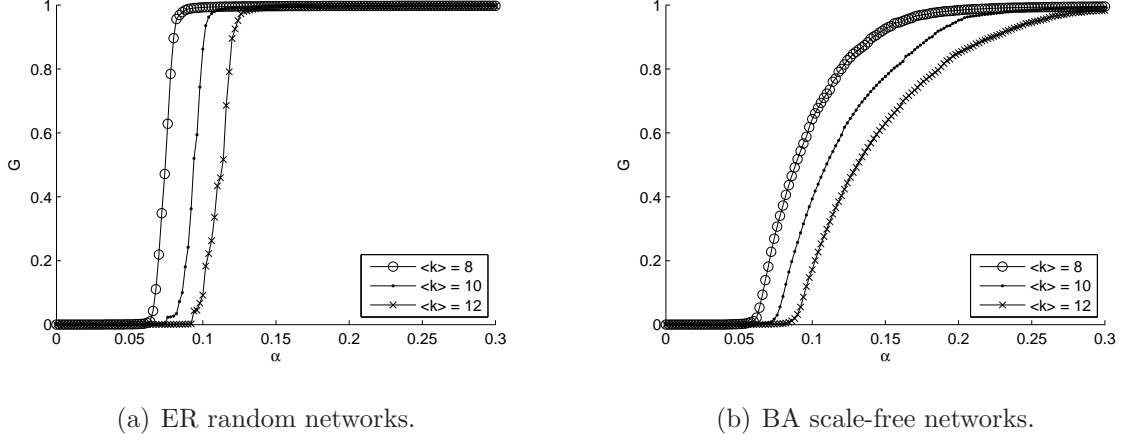 1
0.8
0.6
0.4
0.2
0
G
0 0.05 0.1 0.15 0.2 0.25 0.3
α
<k> = 8
<k> = 10
<k> = 12
(a) ER random networks.
1
0.8
0.6
0.4
0.2
0
G
0 0.05 0.1 0.15 0.2 0.25 0.3
α
<k> = 8
<k> = 10
<k> = 12
(b) BA scale-free networks.